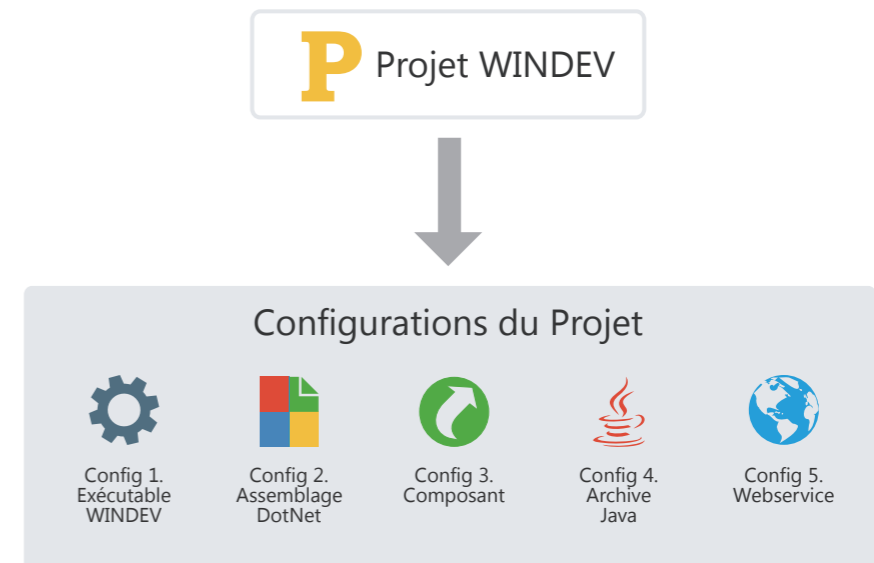 P Projet WINDEV
Configurations du Projet
Config 1.
Exécutable
WINDEV
Config 2.
Assemblage
DotNet
Config 3.
Composant
Config 4.
Archive
Java
Config 5.
Webservice